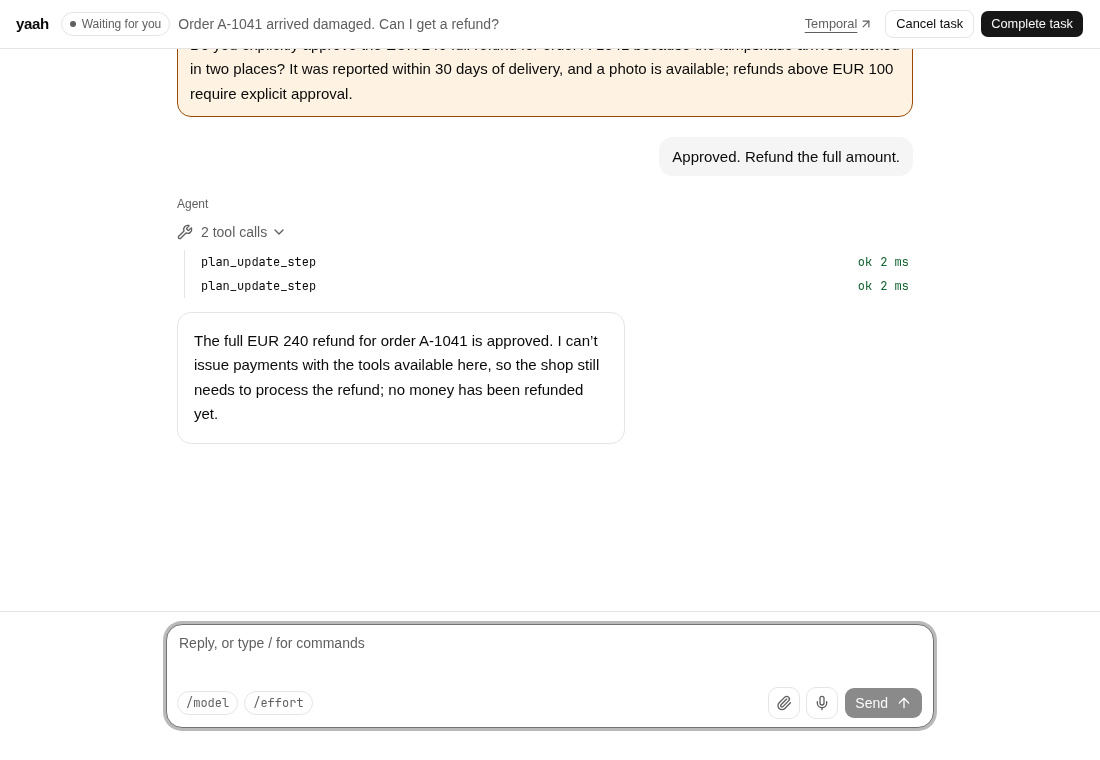 yaah
Waiting for you
Order A-1041 arrived damaged. Can I get a refund?
Temporal
Cancel task
Complete task
in two places? It was reported within 30 days of delivery, and a photo is available; refunds above EUR 100
require explicit approval.
Approved. Refund the full amount.
Agent
2 tool calls
plan_update_step ok 2 ms
plan_update_step ok 2 ms
The full EUR 240 refund for order A-1041 is approved. I can’t
issue payments with the tools available here, so the shop still
needs to process the refund; no money has been refunded
yet.
Reply, or type / for commands
/model
/effort
Send